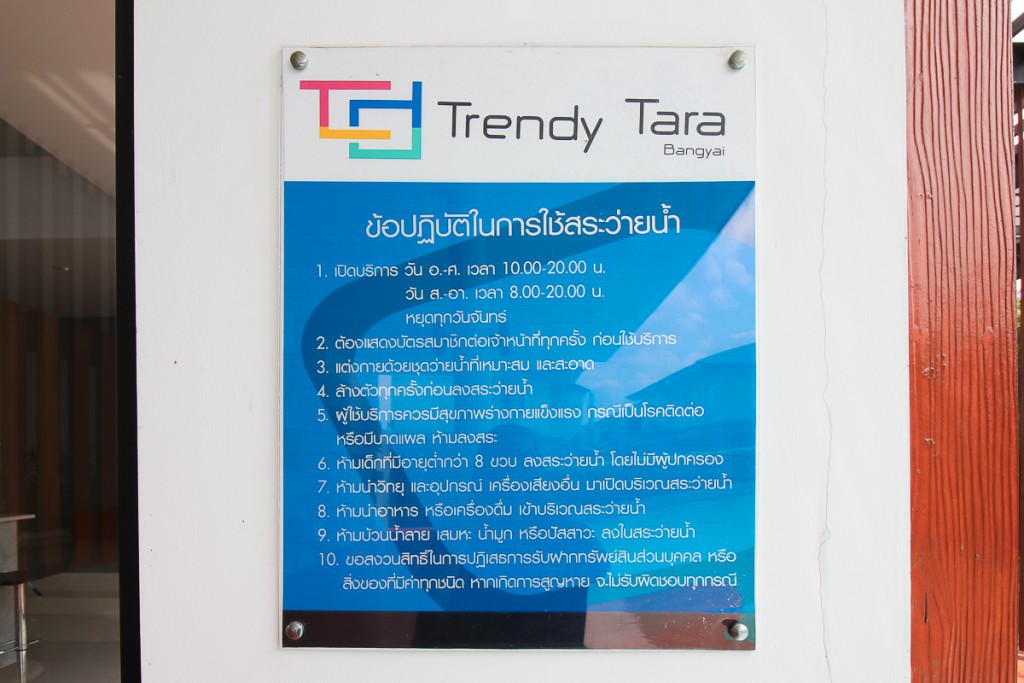 Trendy Tara
Bangyai
ข้อปฏิบัติในการใช้สระว่ายน้ำ
1. เปิดบริการ วัน อ.-ศ. เวลา 10.00-20.00 น.
วัน ส.-อา. เวลา 8.00-20.00 น.
หยุดทุกวันจันทร์
2. ต้องแสดงบัตรสมาชิกต่อเจ้าหน้าที่ทุกครั้ง ก่อนใช้บริการ
3. แต่งกายด้วยชุดว่ายน้ำที่เหมาะสม และสะอาด
4. ล้างตัวทุกครั้งก่อนลงสระว่ายน้ำ
5. ผู้ใช้บริการควรมีสุขภาพร่างกายแข็งแรง กรณีเป็นโรคติดต่อ
หรือมีบาดแผล ห้ามลงสระ
6. ห้ามเด็กที่มีอายุต่ำกว่า 8 ขวบ ลงสระว่ายน้ำ โดยไม่มีผู้ปกครอง
7. ห้ามนำวิทยุ และอุปกรณ์ เครื่องเสียงอื่น มาเปิดบริเวณสระว่ายน้ำ
8. ห้ามนำอาหาร หรือเครื่องดื่ม เข้าบริเวณสระว่ายน้ำ
9. ห้ามบ้วนน้ำลาย เสมหะ น้ำมูก หรือปัสสาวะ ลงในสระว่ายน้ำ
10. ขอสงวนสิทธิ์ในการปฏิเสธการรับฝากทรัพย์สินส่วนบุคคล หรือ
สิ่งของที่มีค่าทุกชนิด หากเกิดการสูญหาย จะไม่รับผิดชอบทุกกรณี